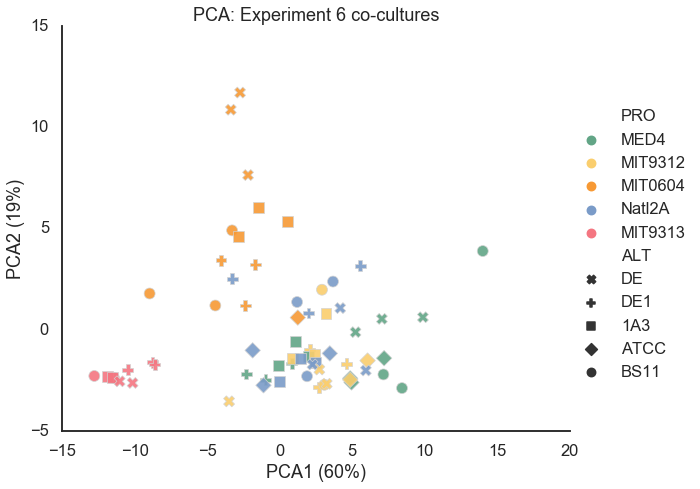 PCA: Experiment 6 co-cultures
15
10
5
0
−5
PCA2 (19%)
−15
−10
−5
0
5
10
15
20
PCA1 (60%)
PRO
MED4
MIT9312
MIT0604
Natl2A
MIT9313
ALT
DE
DE1
1A3
ATCC
BS11